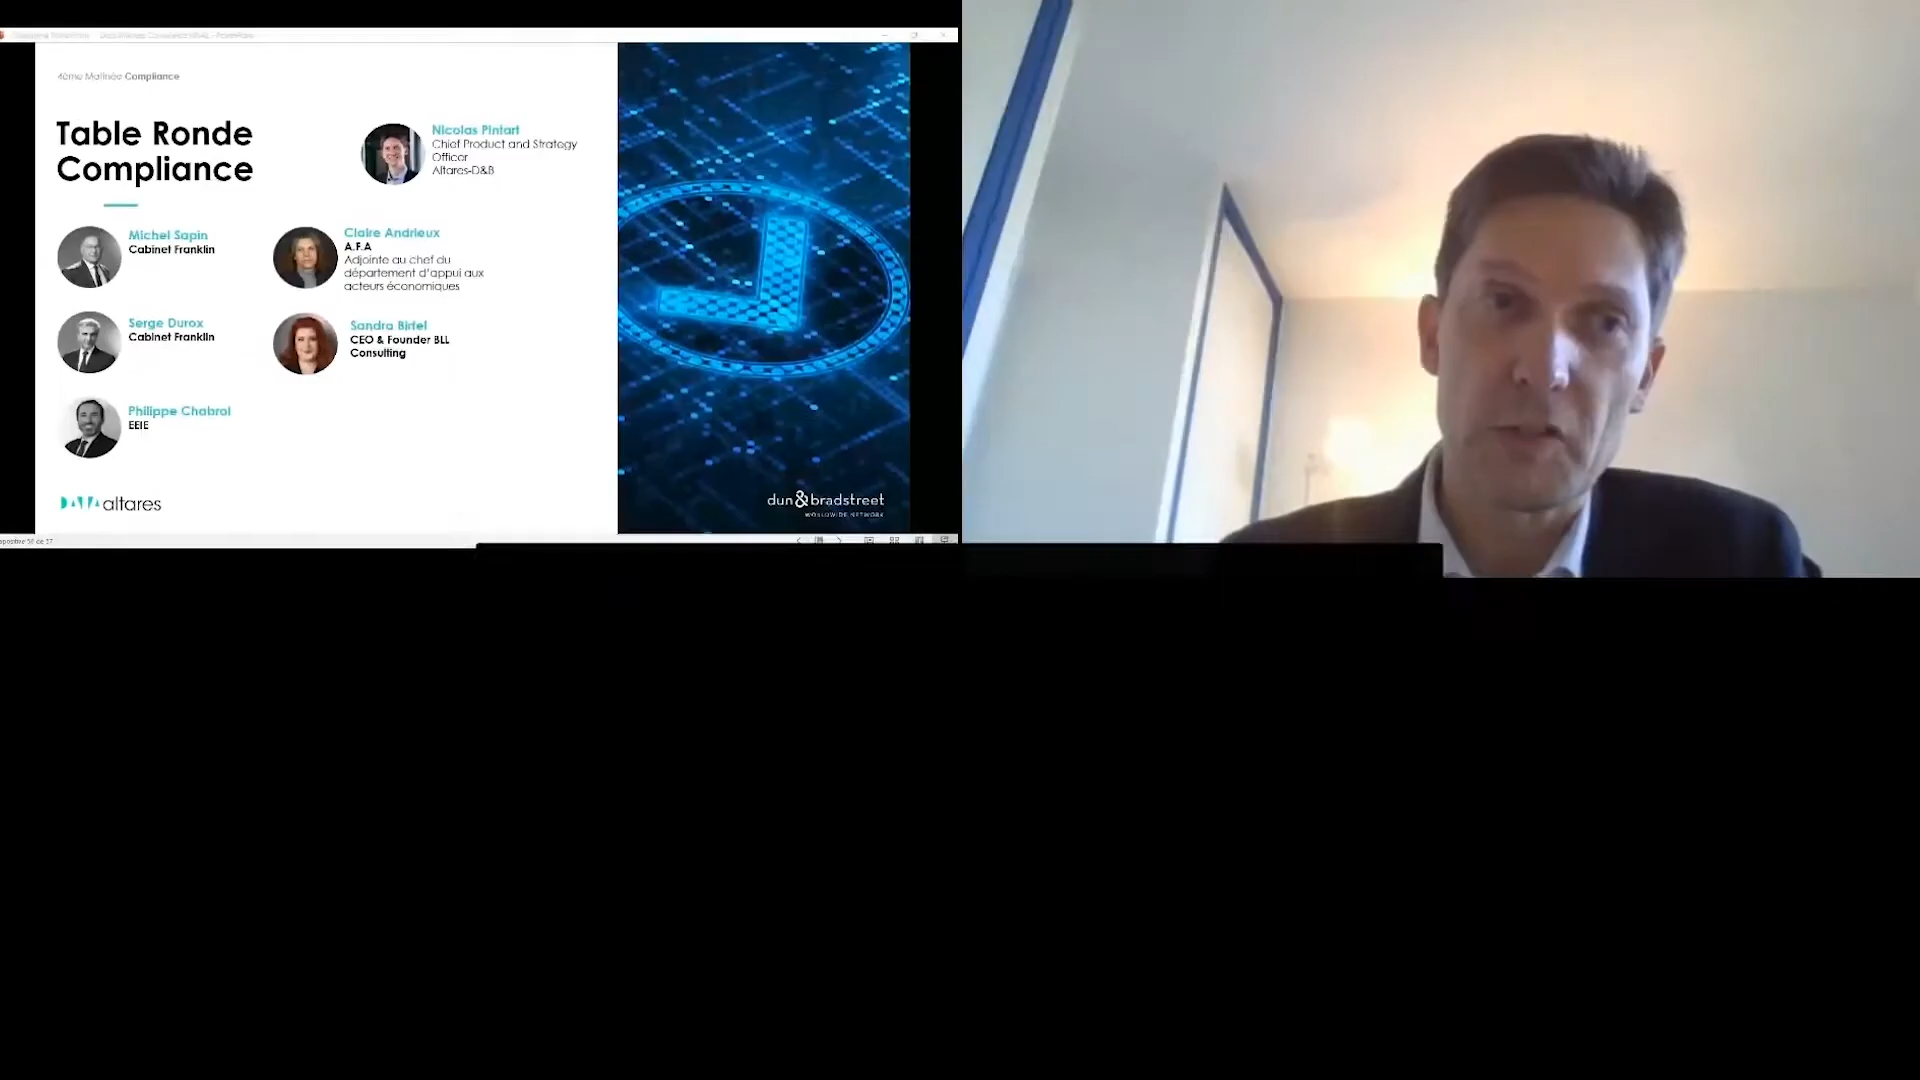 4ème Matinée Compliance
Table Ronde
Compliance
Nicolas Pintart
Chief Product and Strategy
Officer
Altares-D&B
Michel Sapin
Cabinet Franklin
Claire Andrieux
A.F.A
Adjointe au chef du
département d'appui aux
acteurs économiques
Serge Durox
Cabinet Franklin
Sandra Birtel
CEO & Founder BLL
Consulting
Philippe Chabrol
EEIE
DATA altares
dun & bradstreet
WORLDWIDE NETWORK